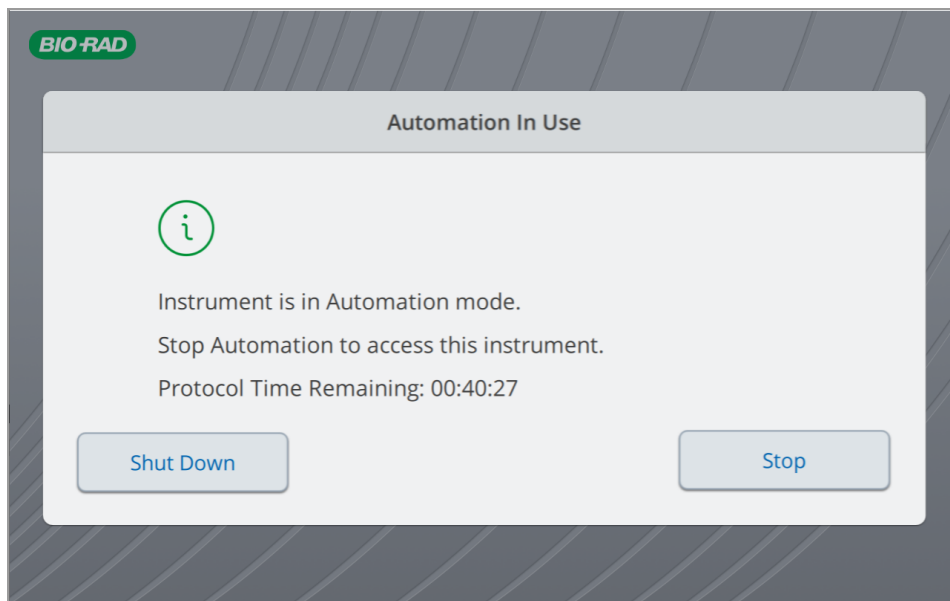 BIO-RAD
Automation In Use
i
Instrument is in Automation mode.
Stop Automation to access this instrument.
Protocol Time Remaining: 00:40:27
Shut Down
Stop